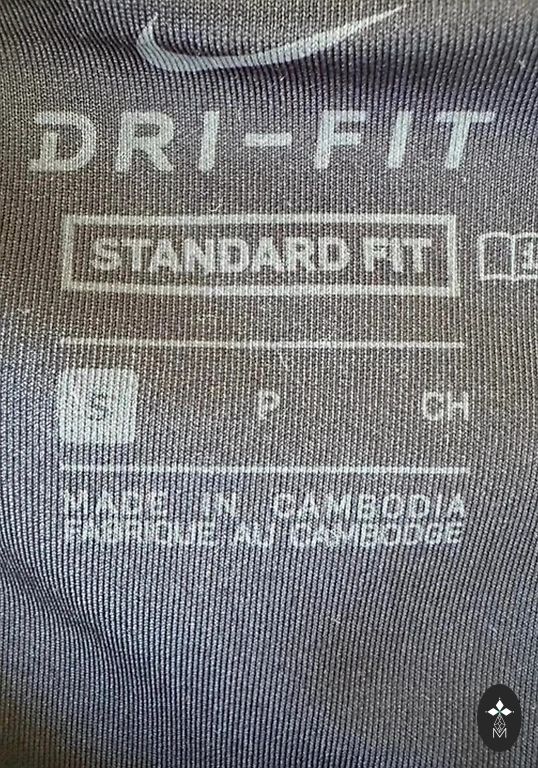 DRI-FIT
STANDARD FIT
S P CH
MADE IN CAMBODIA
FABRIQUE AU CAMBODGE
M